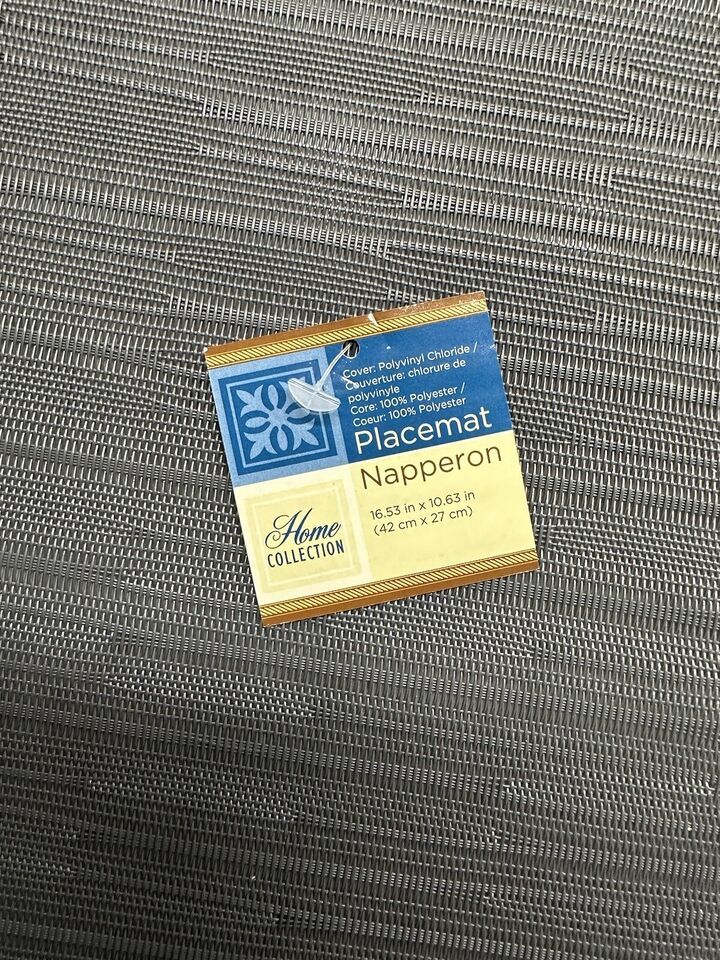 Cover: Polyvinyl Chloride /
Couverture: chlorure de
polyvinyle
Core: 100% Polyester /
Coeur: 100% Polyester
Placemat
Napperon
16.53 in x 10.63 in
(42 cm x 27 cm)
Home
COLLECTION